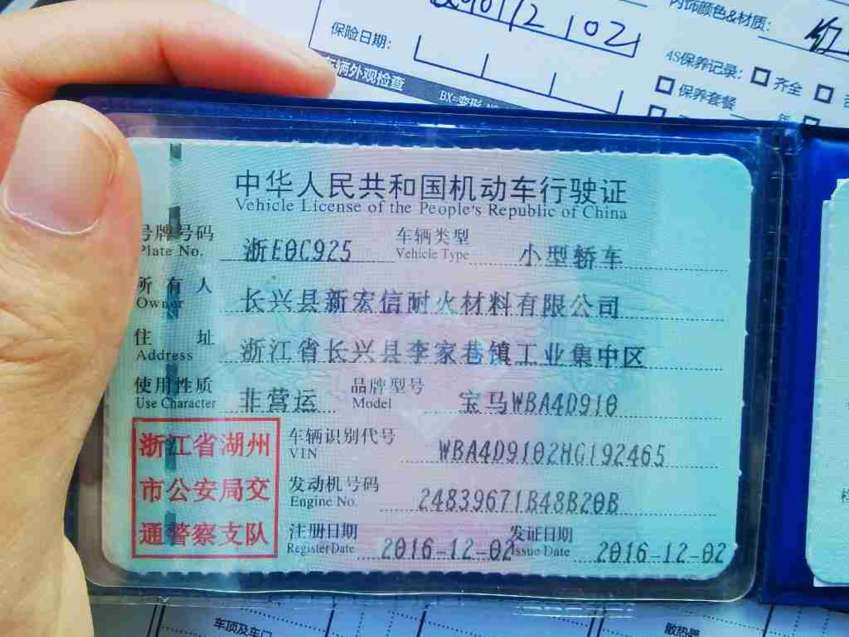 内饰颜色&材质:
保险日期:
4S保养记录: 齐全
车辆外观检查
保养套餐 年
中华人民共和国机动车行驶证
Vehicle License of the People's Republic of China
号牌号码 浙E0C925 车辆类型 小型轿车
Plate No. Vehicle Type
所有人 长兴县新宏信耐火材料有限公司
Owner
住址 浙江省长兴县李家巷镇工业集中区
Address
使用性质 非营运 品牌型号 宝马WBA4D910
Use Character Model
浙江省湖州
市公安局交
通警察支队
车辆识别代号 WBA4D9102HG192465
VIN
发动机号码 24839671B48B20B
Engine No.
注册日期 2016-12-02 发证日期 2016-12-02
Register Date Issue Date
车顶及车门 散热器